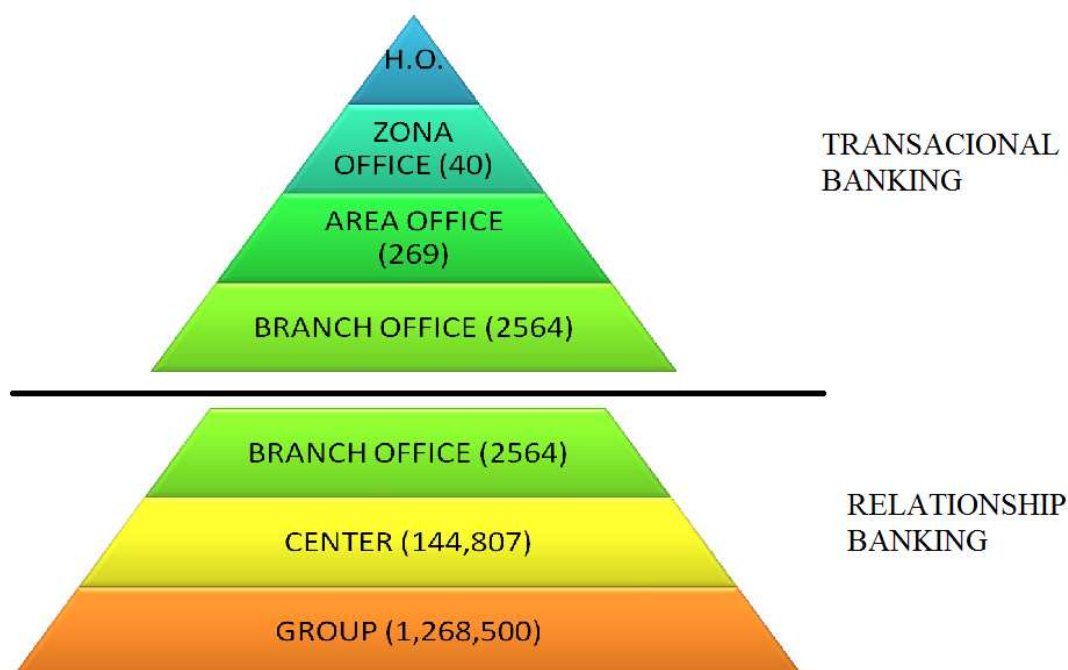 H.O.
ZONA
OFFICE (40)
TRANSACIONAL
BANKING
AREA OFFICE
(269)
BRANCH OFFICE (2564)
BRANCH OFFICE (2564)
RELATIONSHIP
BANKING
CENTER (144,807)
GROUP (1,268,500)